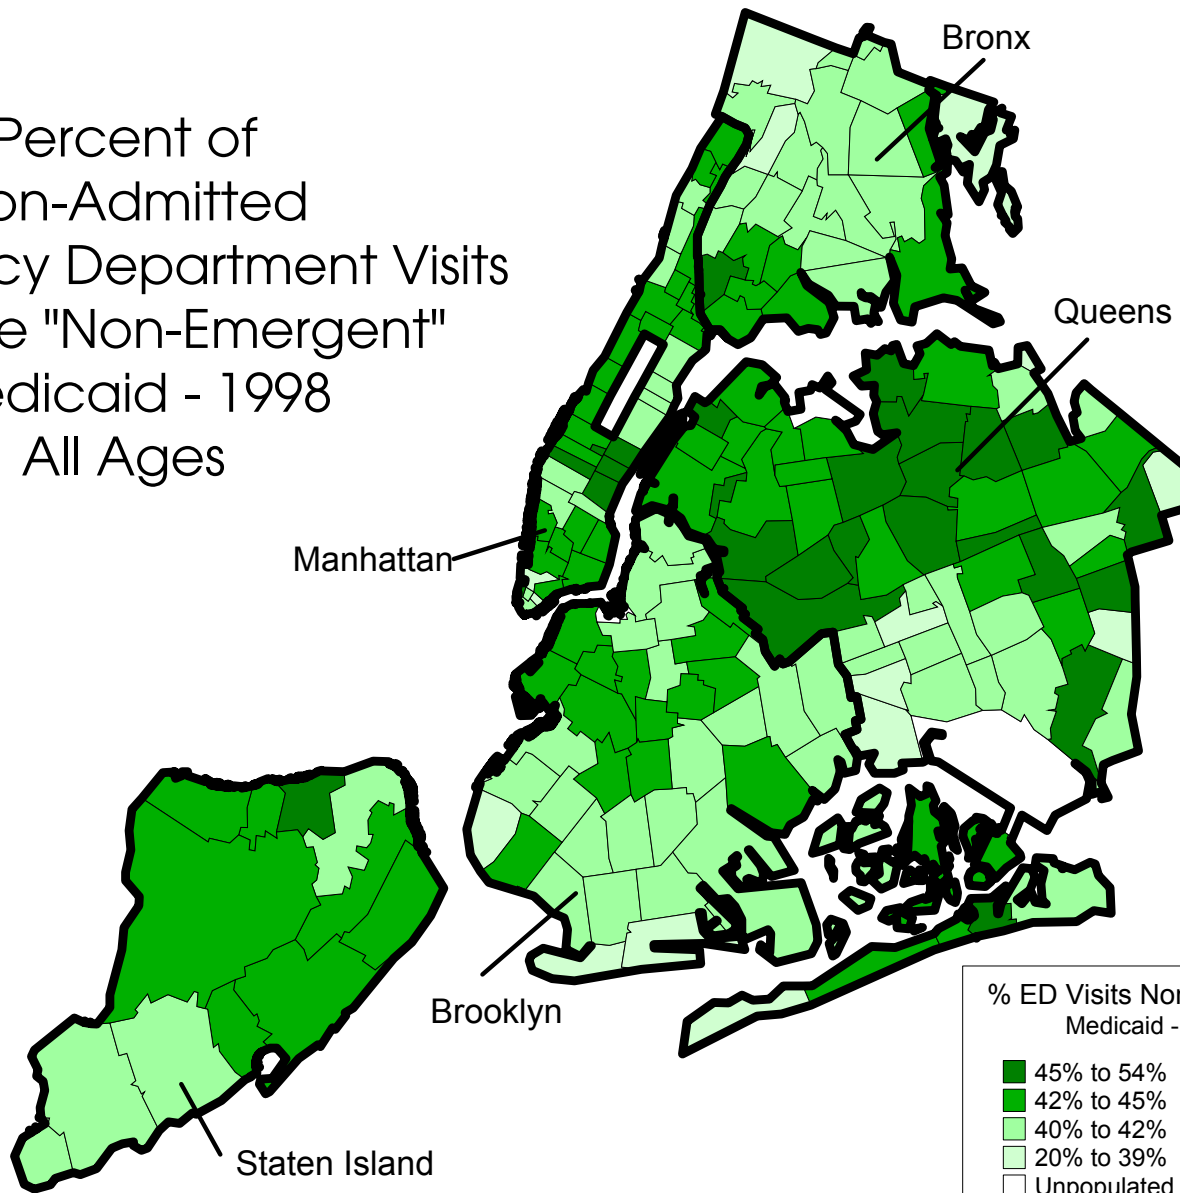 Percent of
on-Admitted
cy Department Visits
e "Non-Emergent"
edicaid - 1998
All Ages
Bronx
Queens
Manhattan
Brooklyn
Staten Island
% ED Visits Non
Medicaid -
45% to 54%
42% to 45%
40% to 42%
20% to 39%
Unpopulated